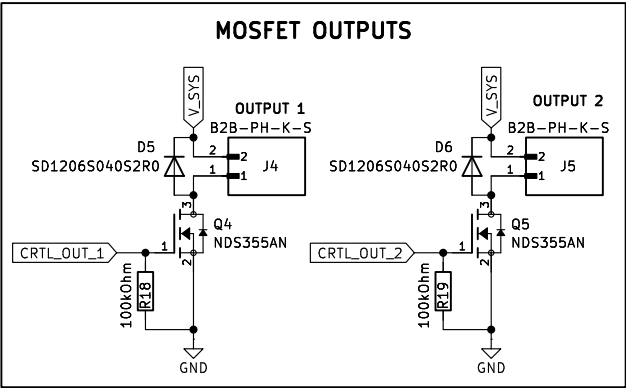 MOSFET OUTPUTS
V_SYS
OUTPUT 1
B2B-PH-K-S
D5
SD1206S040S2R0
2
2
J4
1
1
3
Q4
NDS355AN
CRTL_OUT_1
1
2
100kOhm
R18
GND
V_SYS
OUTPUT 2
B2B-PH-K-S
D6
SD1206S040S2R0
2
2
J5
1
1
3
Q5
NDS355AN
CRTL_OUT_2
1
2
100kOhm
R19
GND